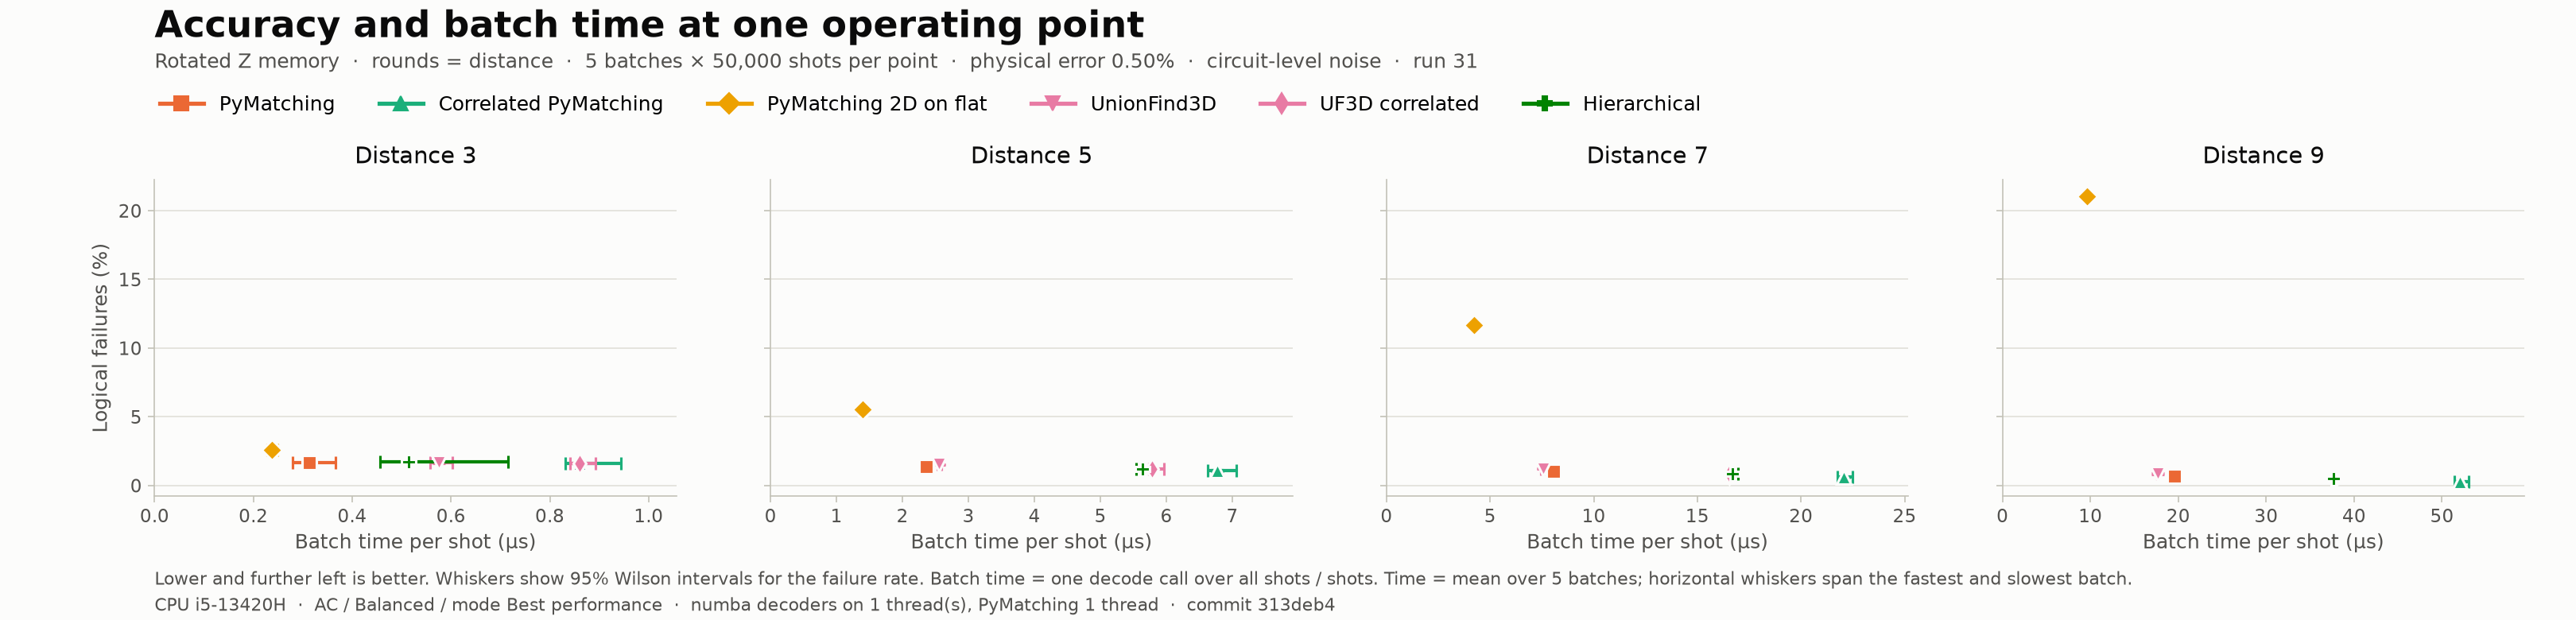 Accuracy and batch time at one operating point
Rotated Z memory · rounds = distance · 5 batches × 50,000 shots per point · physical error 0.50% · circuit-level noise · run 31
PyMatching Correlated PyMatching PyMatching 2D on flat UnionFind3D UF3D correlated Hierarchical
Distance 3 Distance 5 Distance 7 Distance 9
Logical failures (%)
20
15
10
5
0
0.0 0.2 0.4 0.6 0.8 1.0
0 1 2 3 4 5 6 7
0 5 10 15 20 25
0 10 20 30 40 50
Batch time per shot (µs) Batch time per shot (µs) Batch time per shot (µs) Batch time per shot (µs)
Lower and further left is better. Whiskers show 95% Wilson intervals for the failure rate. Batch time = one decode call over all shots / shots. Time = mean over 5 batches; horizontal whiskers span the fastest and slowest batch.
CPU i5-13420H · AC / Balanced / mode Best performance · numba decoders on 1 thread(s), PyMatching 1 thread · commit 313deb4